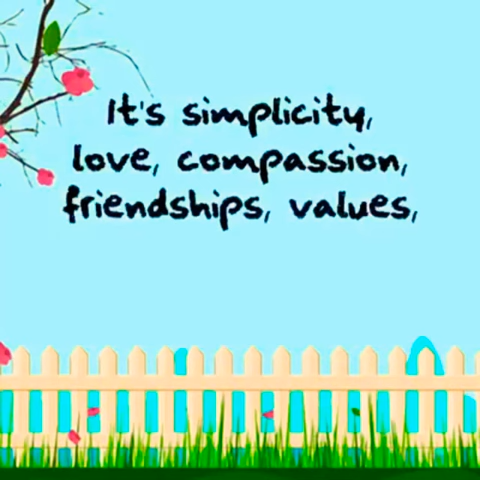 It's simplicity,
love, compassion,
friendships, values,